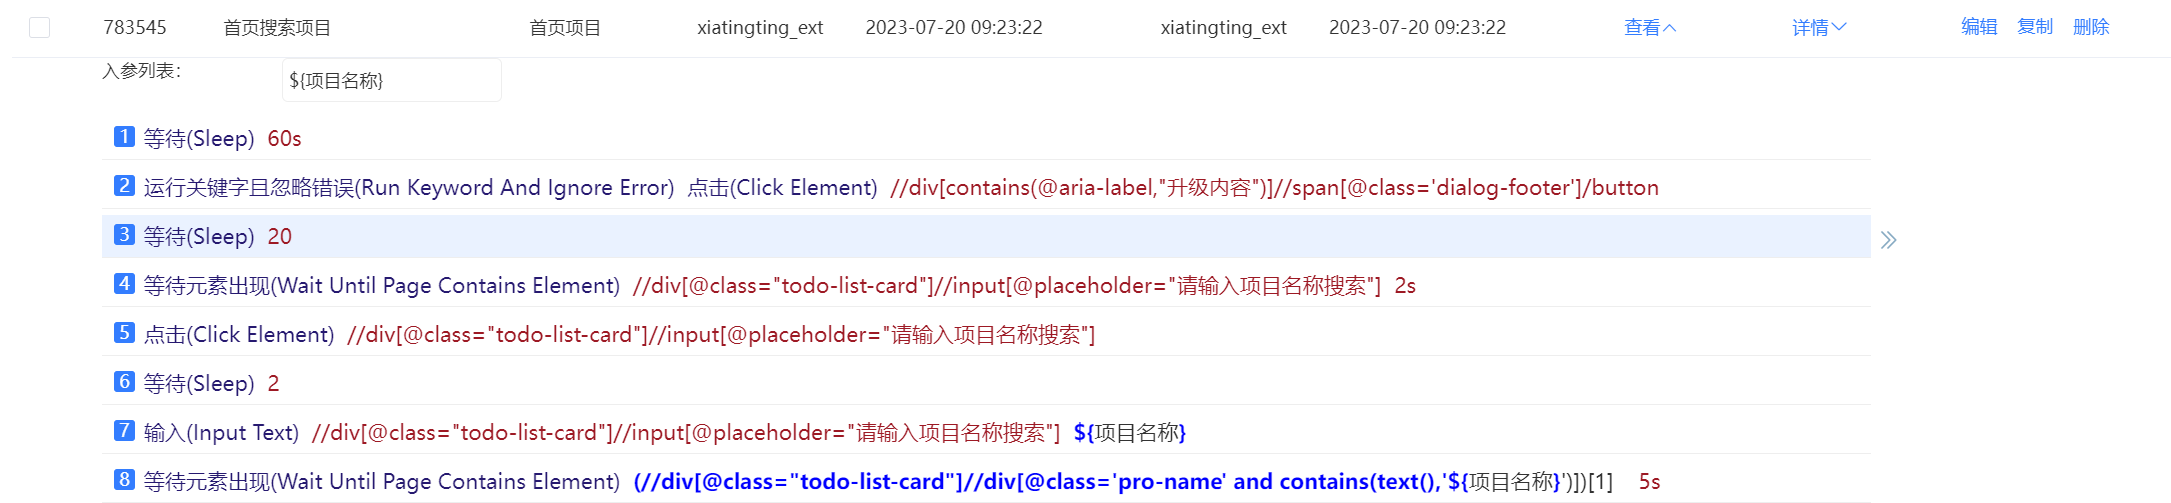 783545 首页搜索项目 首页项目 xiatingting_ext 2023-07-20 09:23:22 xiatingting_ext 2023-07-20 09:23:22 查看 详情 编辑 复制 删除
入参列表: ${项目名称}
1 等待(Sleep) 60s
2 运行关键字且忽略错误(Run Keyword And Ignore Error) 点击(Click Element) //div[contains(@aria-label,"升级内容")]//span[@class='dialog-footer']/button
3 等待(Sleep) 20
4 等待元素出现(Wait Until Page Contains Element) //div[@class="todo-list-card"]//input[@placeholder="请输入项目名称搜索"] 2s
5 点击(Click Element) //div[@class="todo-list-card"]//input[@placeholder="请输入项目名称搜索"]
6 等待(Sleep) 2
7 输入(Input Text) //div[@class="todo-list-card"]//input[@placeholder="请输入项目名称搜索"] ${项目名称}
8 等待元素出现(Wait Until Page Contains Element) (//div[@class="todo-list-card"]//div[@class='pro-name' and contains(text(),'${项目名称}')])[1] 5s